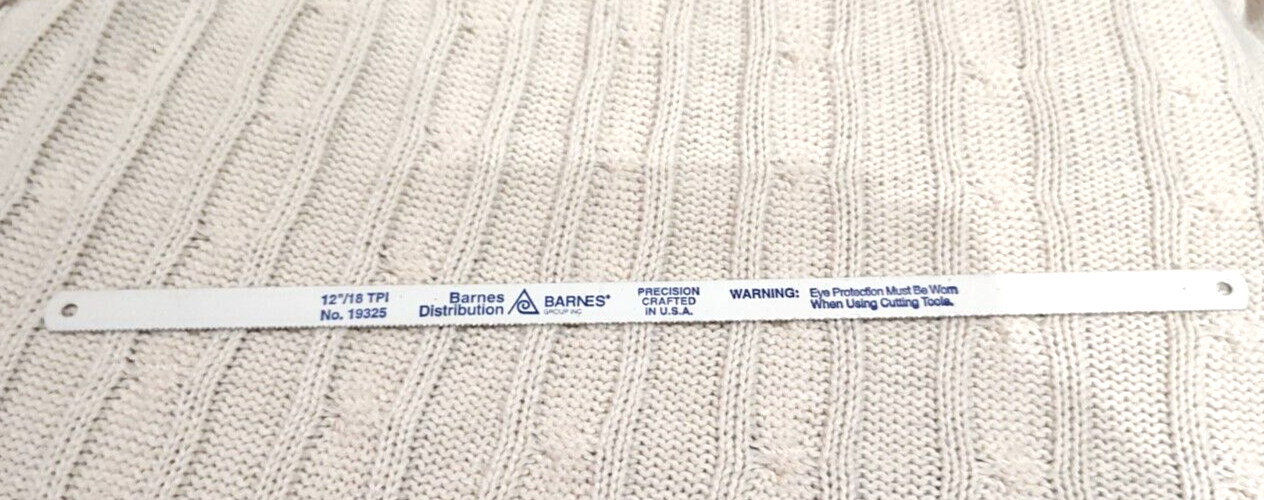 12"/18 TPI
No. 19325
Barnes
Distribution
BARNES*
GROUP INC
PRECISION
CRAFTED
IN U.S.A.
WARNING: Eye Protection Must Be Worn
When Using Cutting Tools.